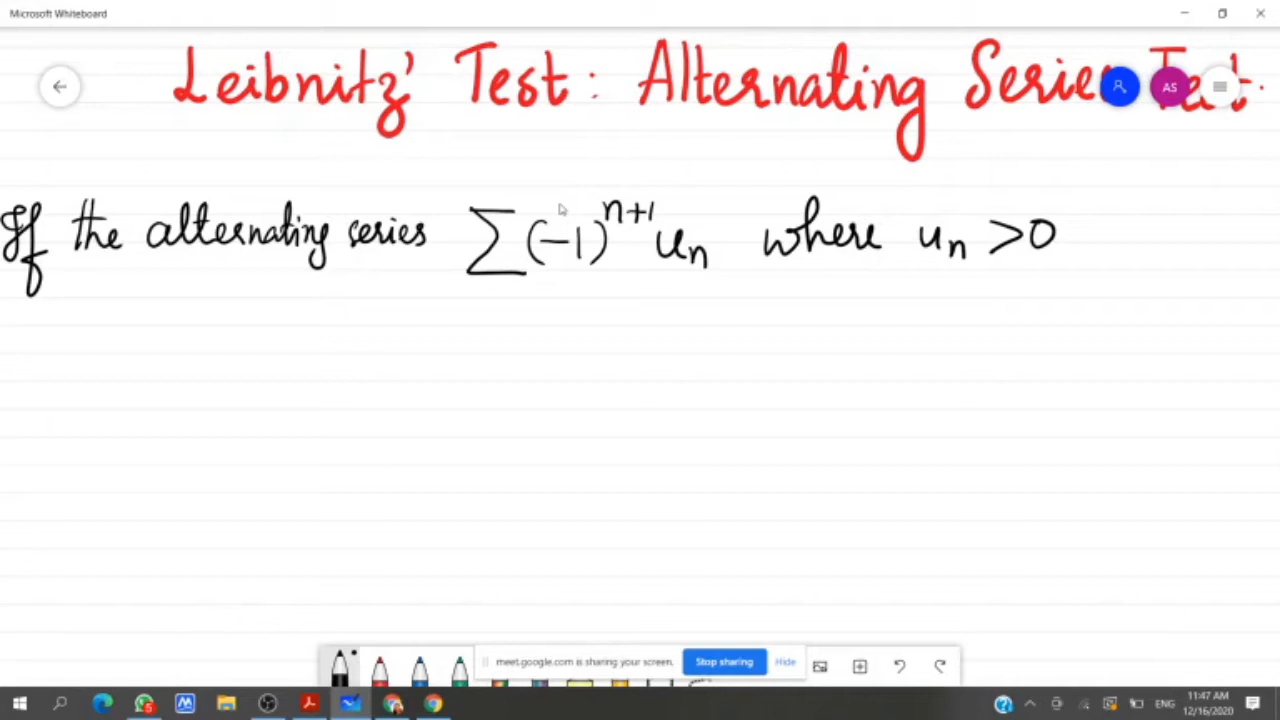 Microsoft Whiteboard
Leibnitz' Test : Alternating Series Test.
AS
If the alternating series ∑(-1)^{n+1} u_n where u_n >0
meet.google.com is sharing your screen. Stop sharing Hide
ENG 11:47 AM
12/16/2020